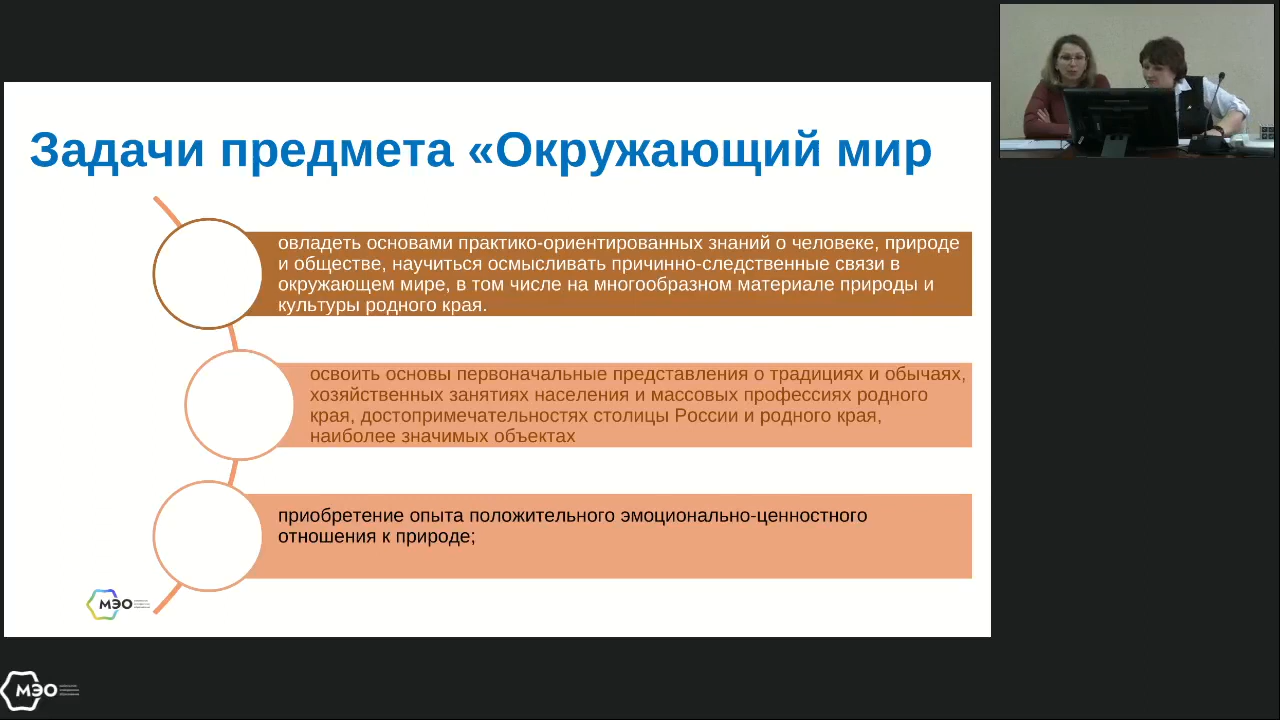 Задачи предмета «Окружающий мир
овладеть основами практико-ориентированных знаний о человеке, природе
и обществе, научиться осмысливать причинно-следственные связи в
окружающем мире, в том числе на многообразном материале природы и
культуры родного края.
освоить основы первоначальные представления о традициях и обычаях,
хозяйственных занятиях населения и массовых профессиях родного
края, достопримечательностях столицы России и родного края,
наиболее значимых объектах
приобретение опыта положительного эмоционально-ценностного
отношения к природе;
МЭО
МЭО